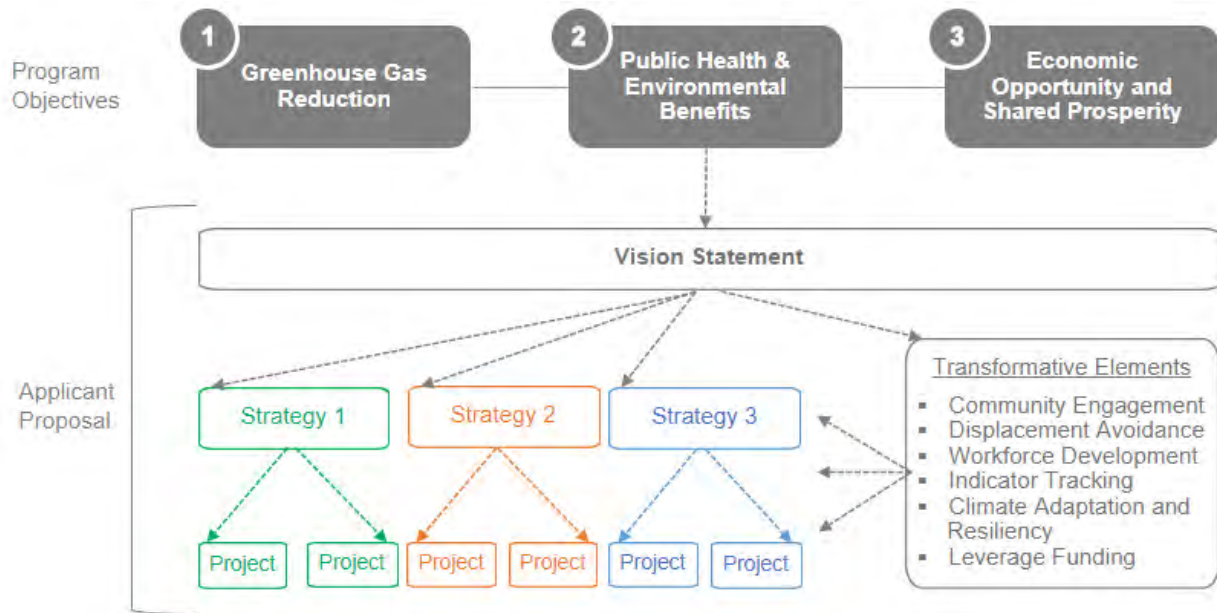 Program
Objectives
1
Greenhouse Gas
Reduction
2
Public Health &
Environmental
Benefits
3
Economic
Opportunity and
Shared Prosperity
Applicant
Proposal
Vision Statement
Strategy 1
Strategy 2
Strategy 3
Project
Project
Project
Project
Project
Project
Transformative Elements
▪ Community Engagement
▪ Displacement Avoidance
▪ Workforce Development
▪ Indicator Tracking
▪ Climate Adaptation and
Resiliency
▪ Leverage Funding